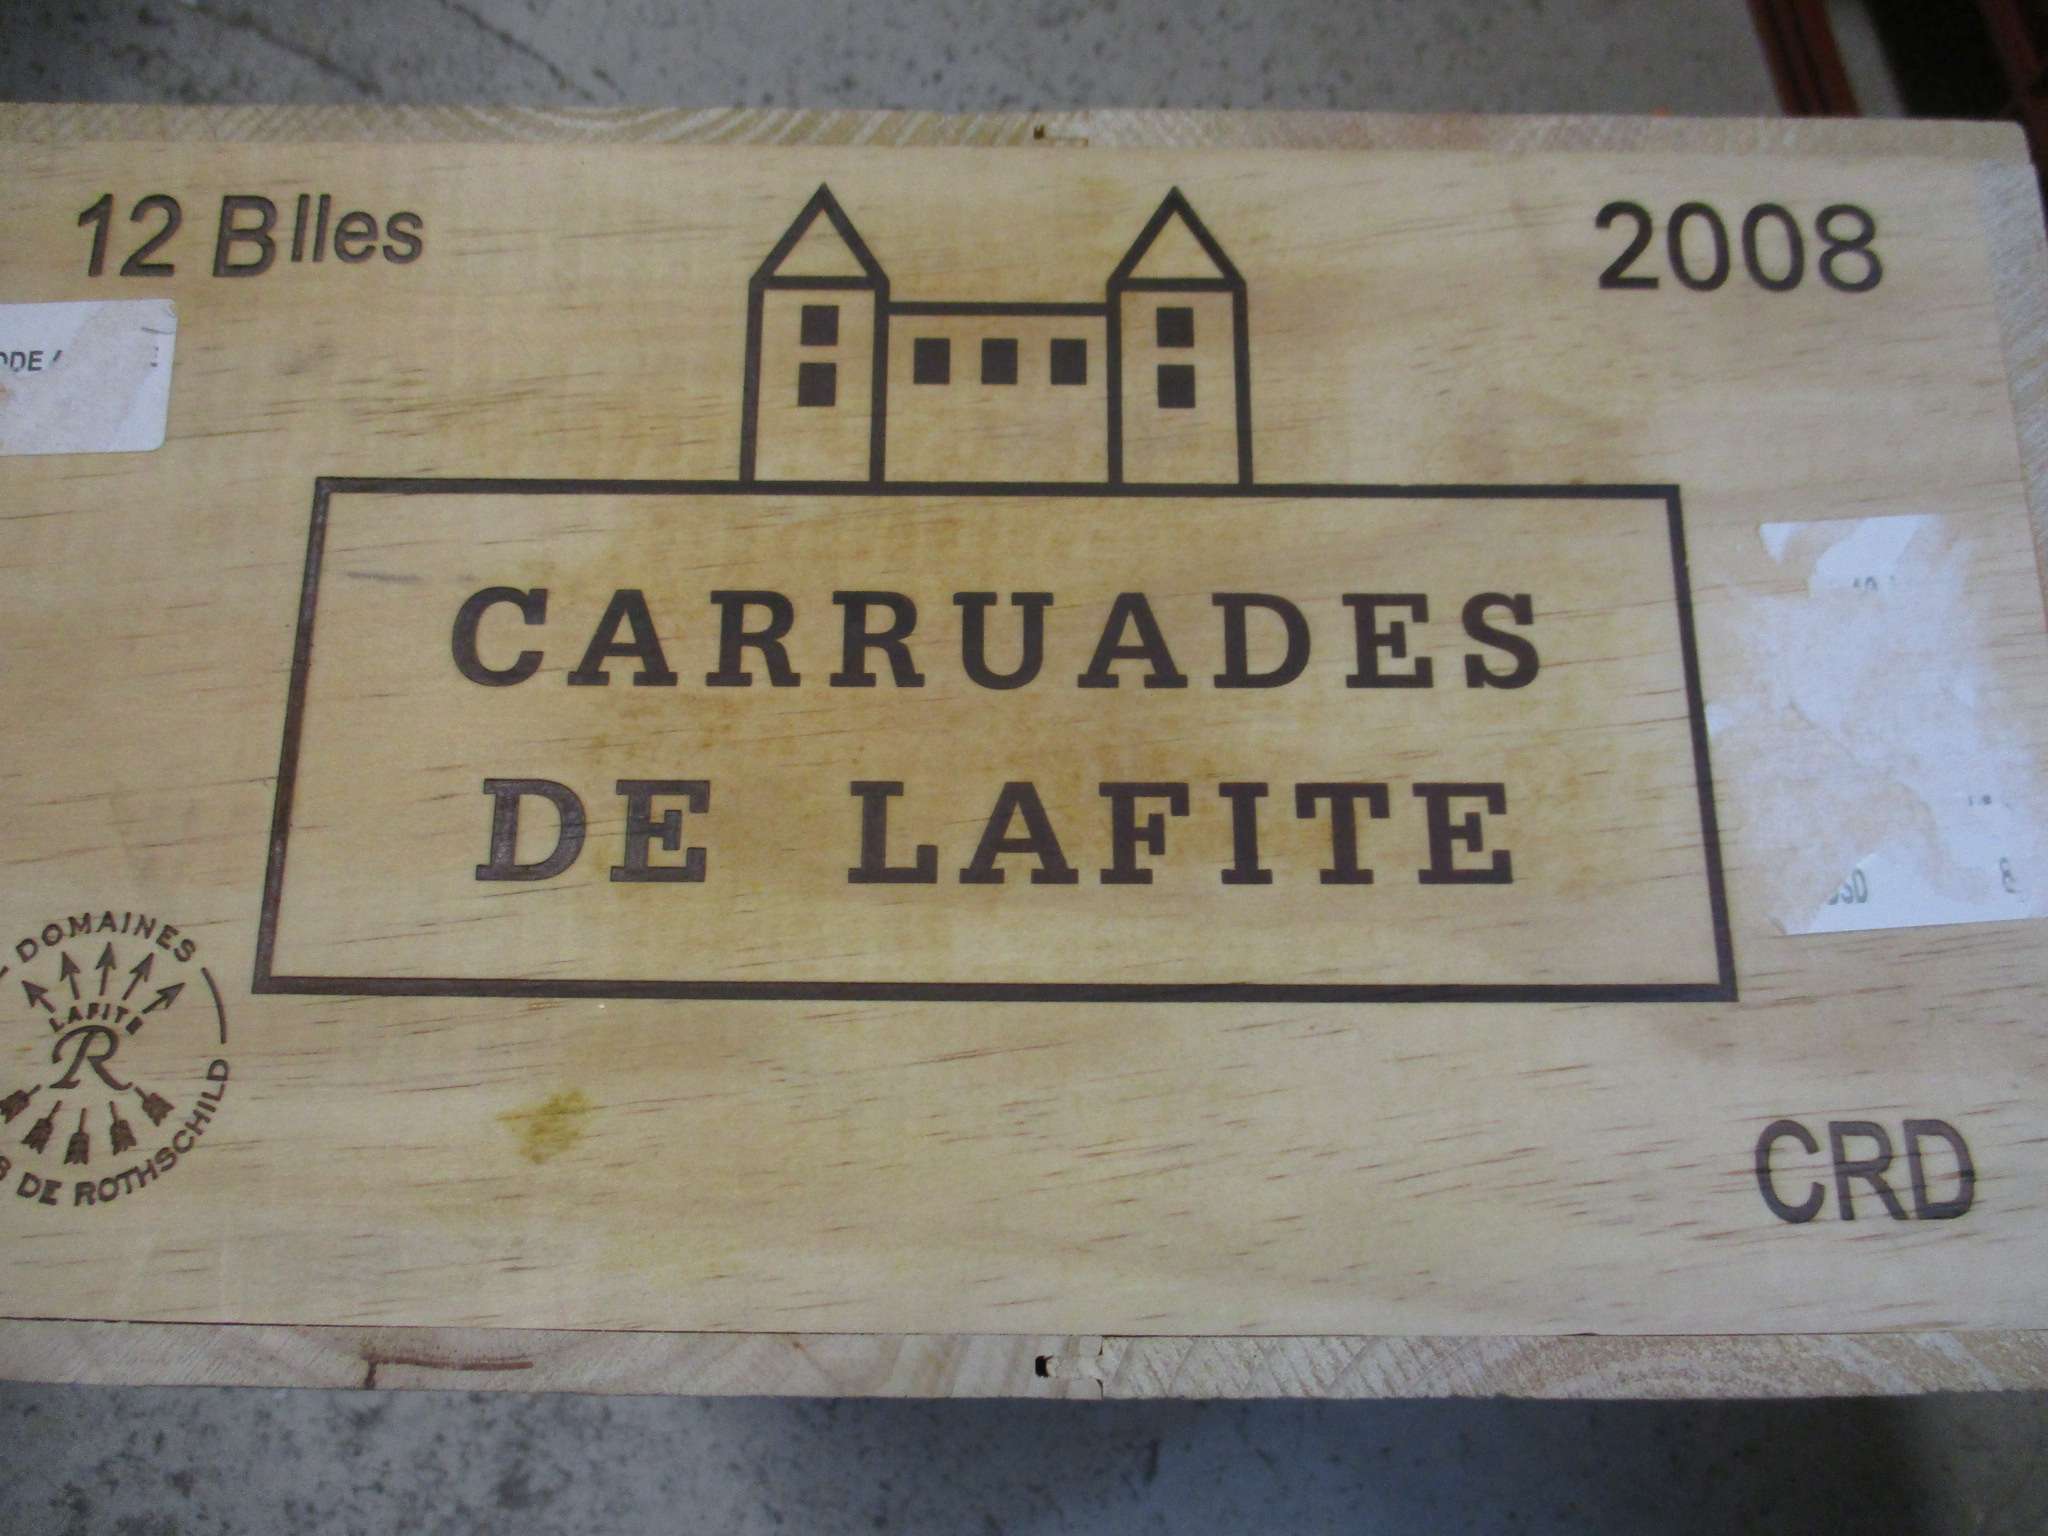 12 Blles
2008
CARRUADES
DE LAFITE
DOMAINES
LAFITE
R
DE ROTHSCHILD
CRD